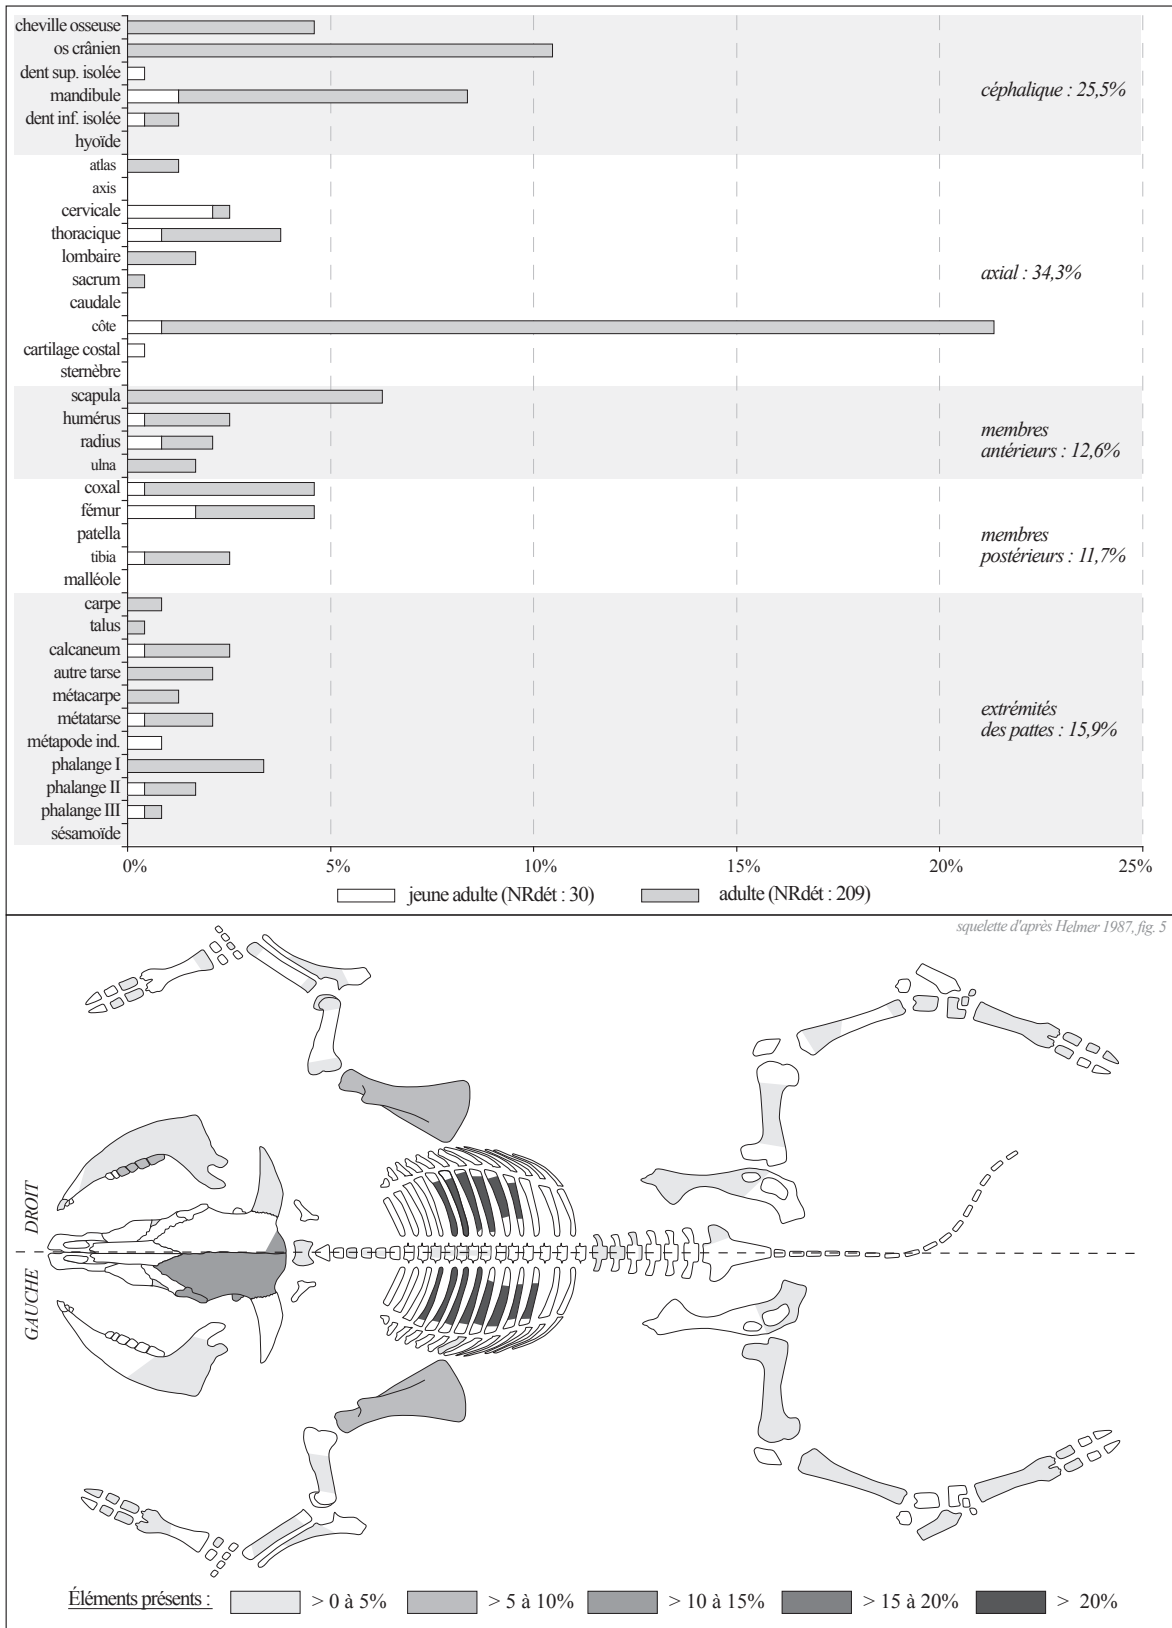 cheville osseuse
os crânien
dent sup. isolée
mandibule
dent inf. isolée
hyoïde
céphalique : 25,5%
atlas
axis
cervicale
thoracique
lombaire
sacrum
caudale
côte
cartilage costal
sternèbre
axial : 34,3%
scapula
humérus
radius
ulna
membres
antérieurs : 12,6%
coxal
fémur
patella
tibia
malléole
membres
postérieurs : 11,7%
carpe
talus
calcaneum
autre tarse
métacarpe
métatarse
métapode ind.
phalange I
phalange II
phalange III
sésamoïde
extrémités
des pattes : 15,9%
0% 5% 10% 15% 20% 25%
jeune adulte (NRdét : 30) adulte (NRdét : 209)
squelette d'après Helmer 1987, fig. 5
DROIT
GAUCHE
Éléments présents : > 0 à 5% > 5 à 10% > 10 à 15% > 15 à 20% > 20%